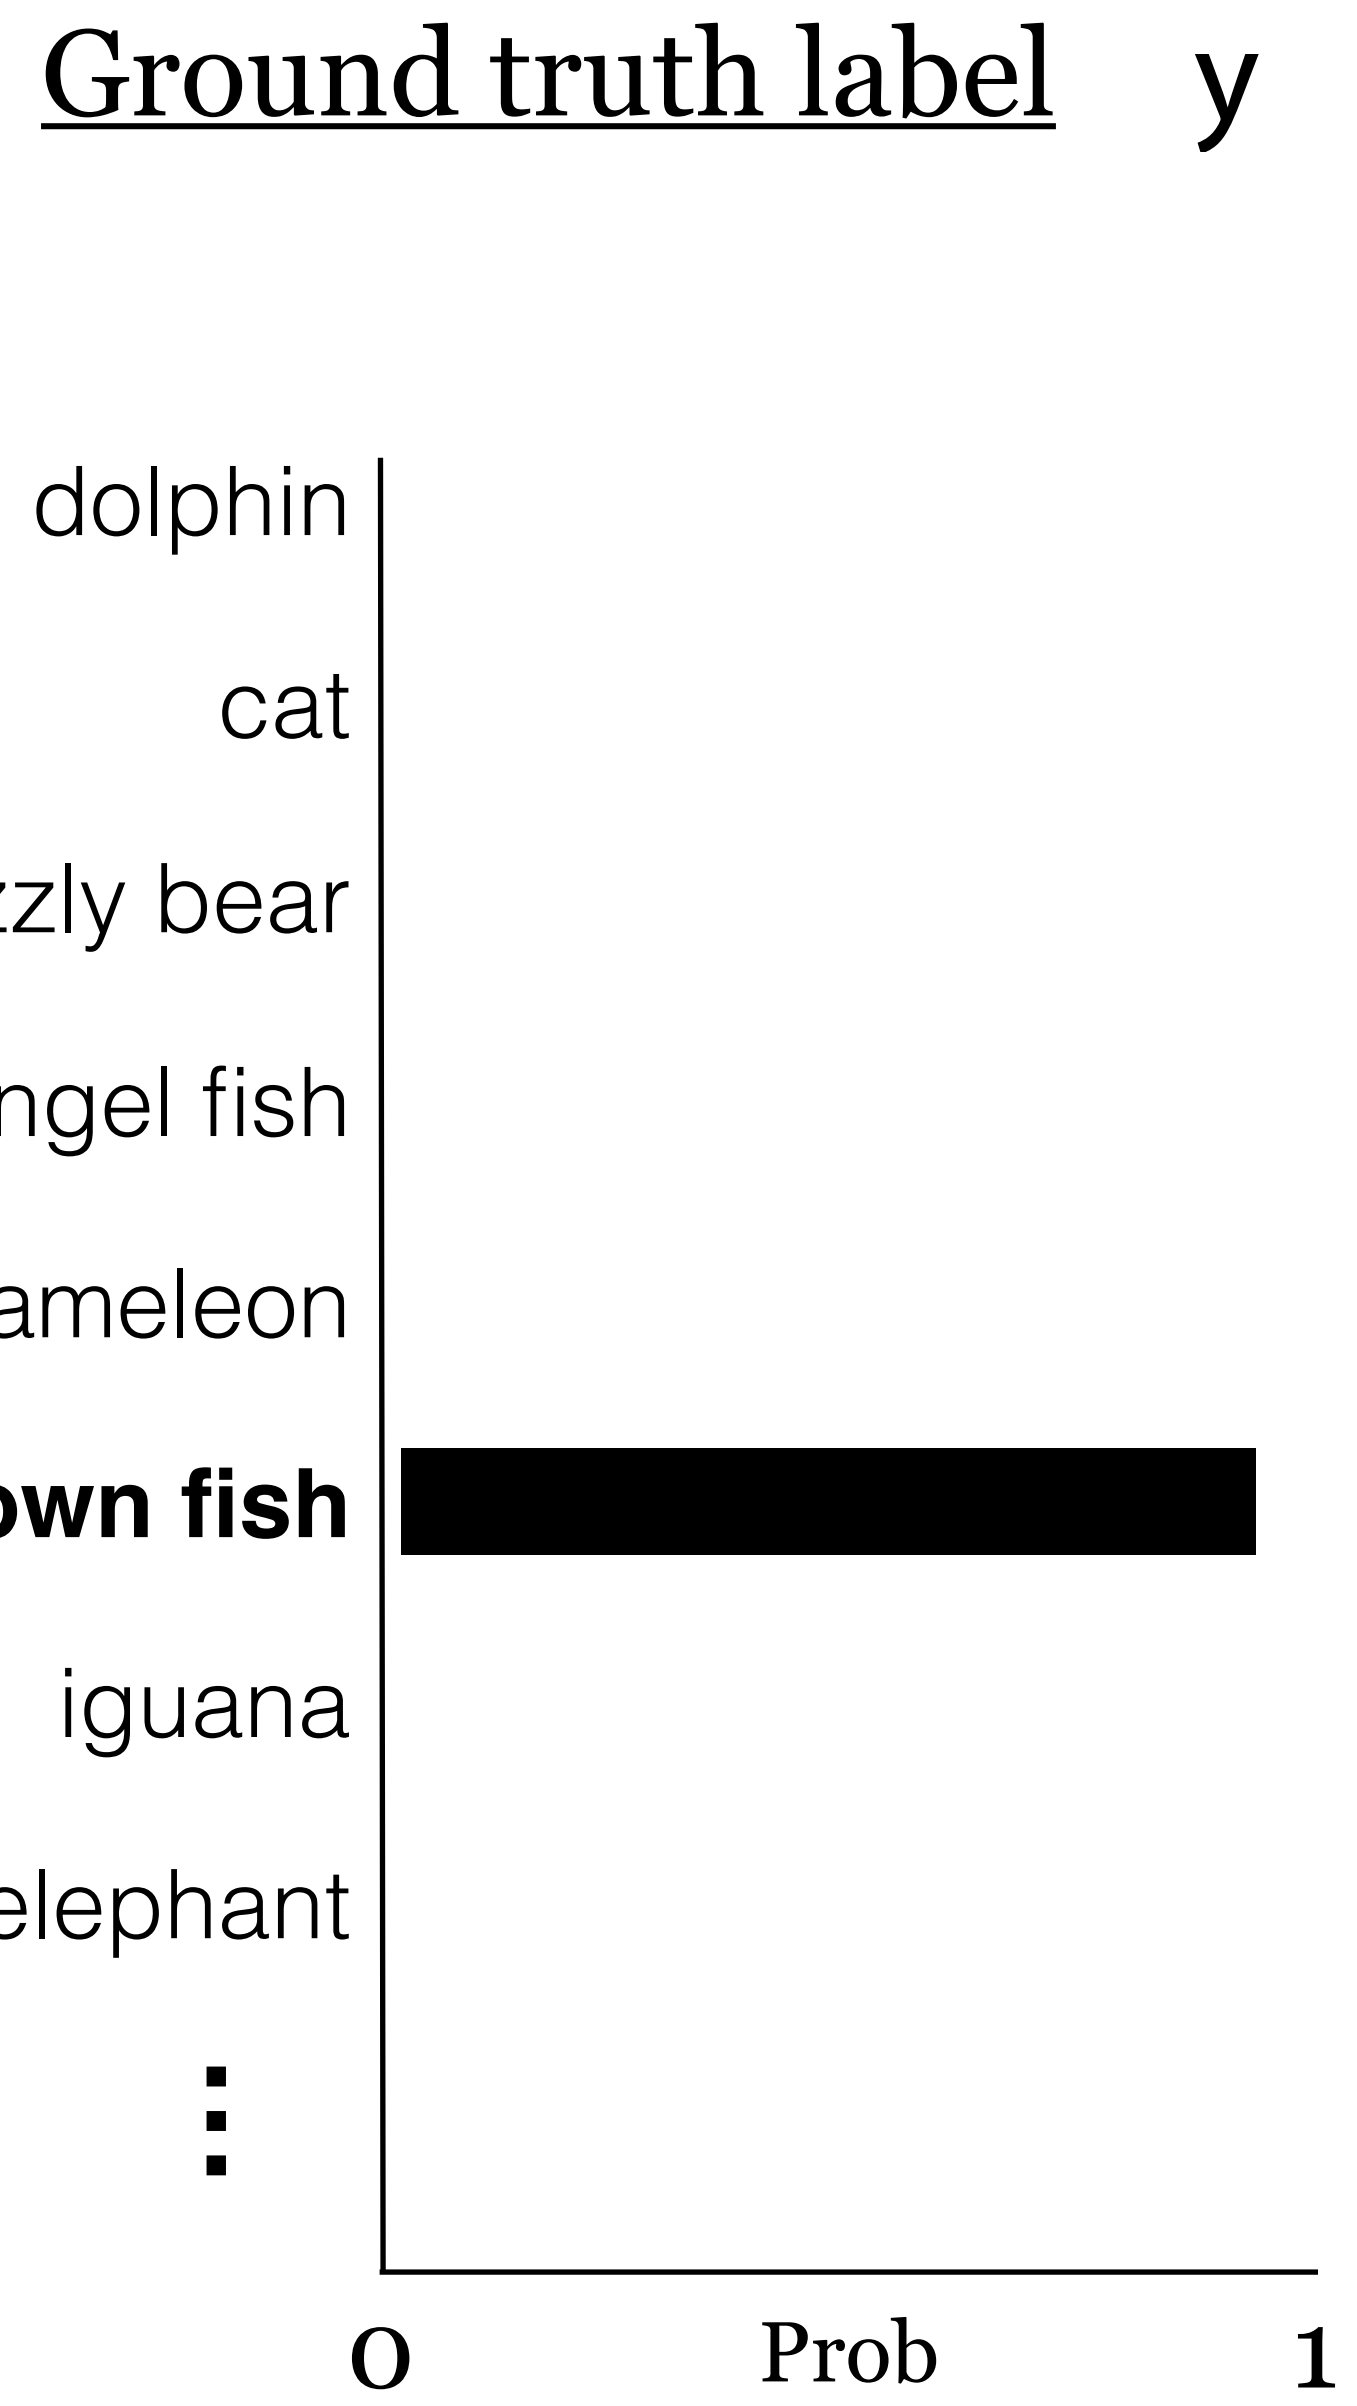 Ground truth label y
dolphin
cat
zzly bear
ngel fish
ameleon
own fish
iguana
elephant
0 Prob 1